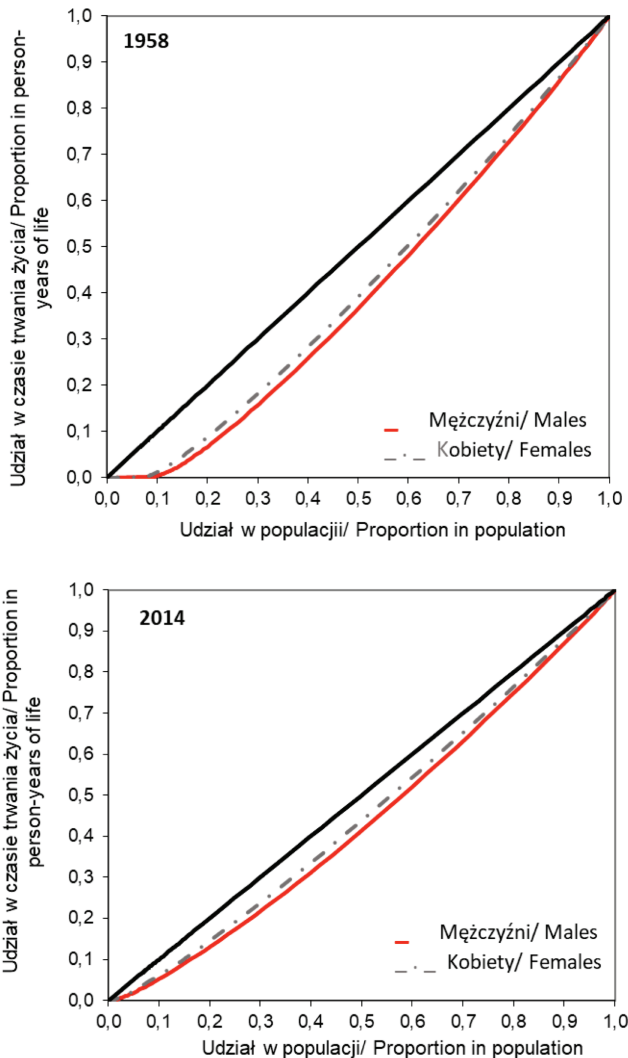 1958
Udział w czasie trwania życia/ Proportion in person-
years of life
1,0
0,9
0,8
0,7
0,6
0,5
0,4
0,3
0,2
0,1
0,0
Mężczyźni/ Males
Kobiety/ Females
0,0 0,1 0,2 0,3 0,4 0,5 0,6 0,7 0,8 0,9 1,0
Udział w populacjii/ Proportion in population
2014
Udział w czasie trwania życia/ Proportion in
person-years of life
1,0
0,9
0,8
0,7
0,6
0,5
0,4
0,3
0,2
0,1
0,0
Mężczyźni/ Males
Kobiety/ Females
0,0 0,1 0,2 0,3 0,4 0,5 0,6 0,7 0,8 0,9 1,0
Udział w populacji/ Proportion in population